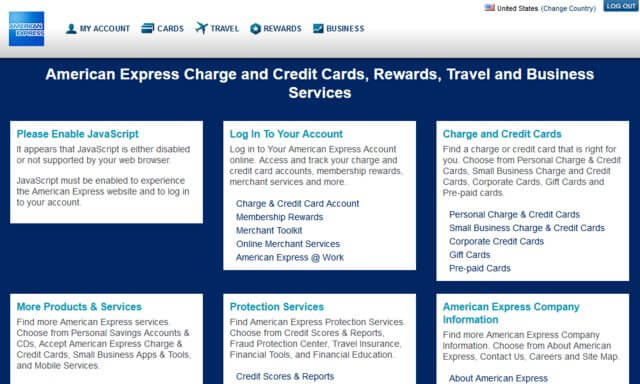 United States (Change Country) LOG OUT
AMERICAN EXPRESS
MY ACCOUNT CARDS TRAVEL REWARDS BUSINESS
American Express Charge and Credit Cards, Rewards, Travel and Business
Services
Please Enable JavaScript
It appears that JavaScript is either disabled
or not supported by your web browser.
JavaScript must be enabled to experience
the American Express website and to log in
to your account.
Log In To Your Account
Log in to Your American Express Account
online. Access and track your charge and
credit card accounts, membership rewards,
merchant services and more.
Charge & Credit Card Account
Membership Rewards
Merchant Toolkit
Online Merchant Services
American Express @ Work
Charge and Credit Cards
Find a charge or credit card that is right for
you. Choose from Personal Charge & Credit
Cards, Small Business Charge and Credit
Cards, Corporate Cards, Gift Cards and
Pre-paid cards.
Personal Charge & Credit Cards
Small Business Charge & Credit Cards
Corporate Credit Cards
Gift Cards
Pre-paid Cards
More Products & Services
Find more American Express services.
Choose from Personal Savings Accounts &
CDs, Accept American Express Charge &
Credit Cards, Small Business Apps & Tools,
and Mobile Services.
Protection Services
Find American Express Protection Services.
Choose from Credit Scores & Reports,
Fraud Protection Center, Travel Insurance,
Financial Tools, and Financial Education.
Credit Scores & Reports
American Express Company
Information
Find more American Express Company
Information. Choose from About American
Express, Contact Us, Careers and Site Map.
About American Express